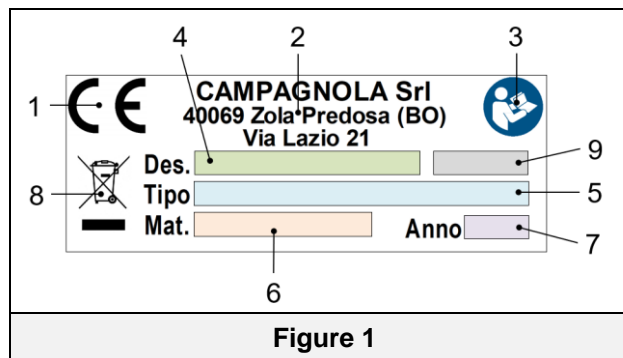 4 2 3
1 CE CAMPAGNOLA Srl
40069 Zola Predosa (BO)
Via Lazio 21
Des. 9
8 Tipo 5
Mat. Anno 7
6
Figure 1